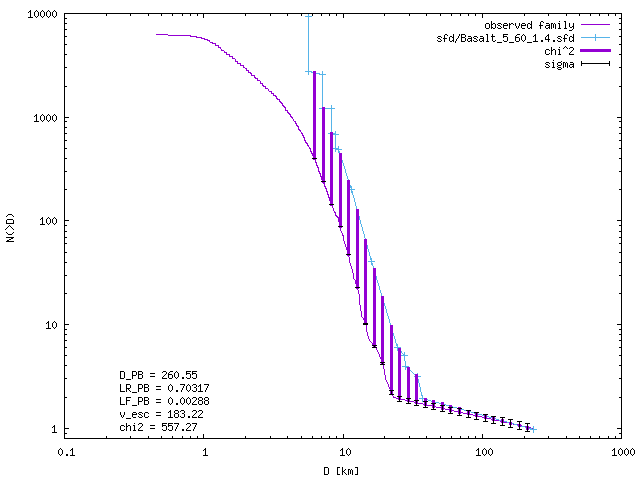 10000
1000
100
10
1
N(>D)
observed family
sfd/Basalt_5_60_1.4.sfd
chi^2
sigma
D_PB = 260.55
LR_PB = 0.70317
LF_PB = 0.00288
v_esc = 183.22
chi2 = 557.27
0.1 1 10 100 1000
D [km]